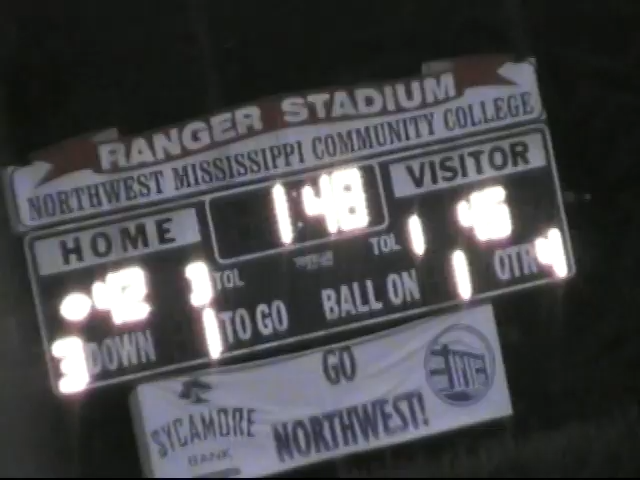 RANGER STADIUM
NORTHWEST MISSISSIPPI COMMUNITY COLLEGE
HOME 1:48 VISITOR
42 3 TOL TOL 1
3 DOWN 1 TO GO BALL ON 1 QTR 4
GO
SYCAMORE NORTHWEST!
BANK